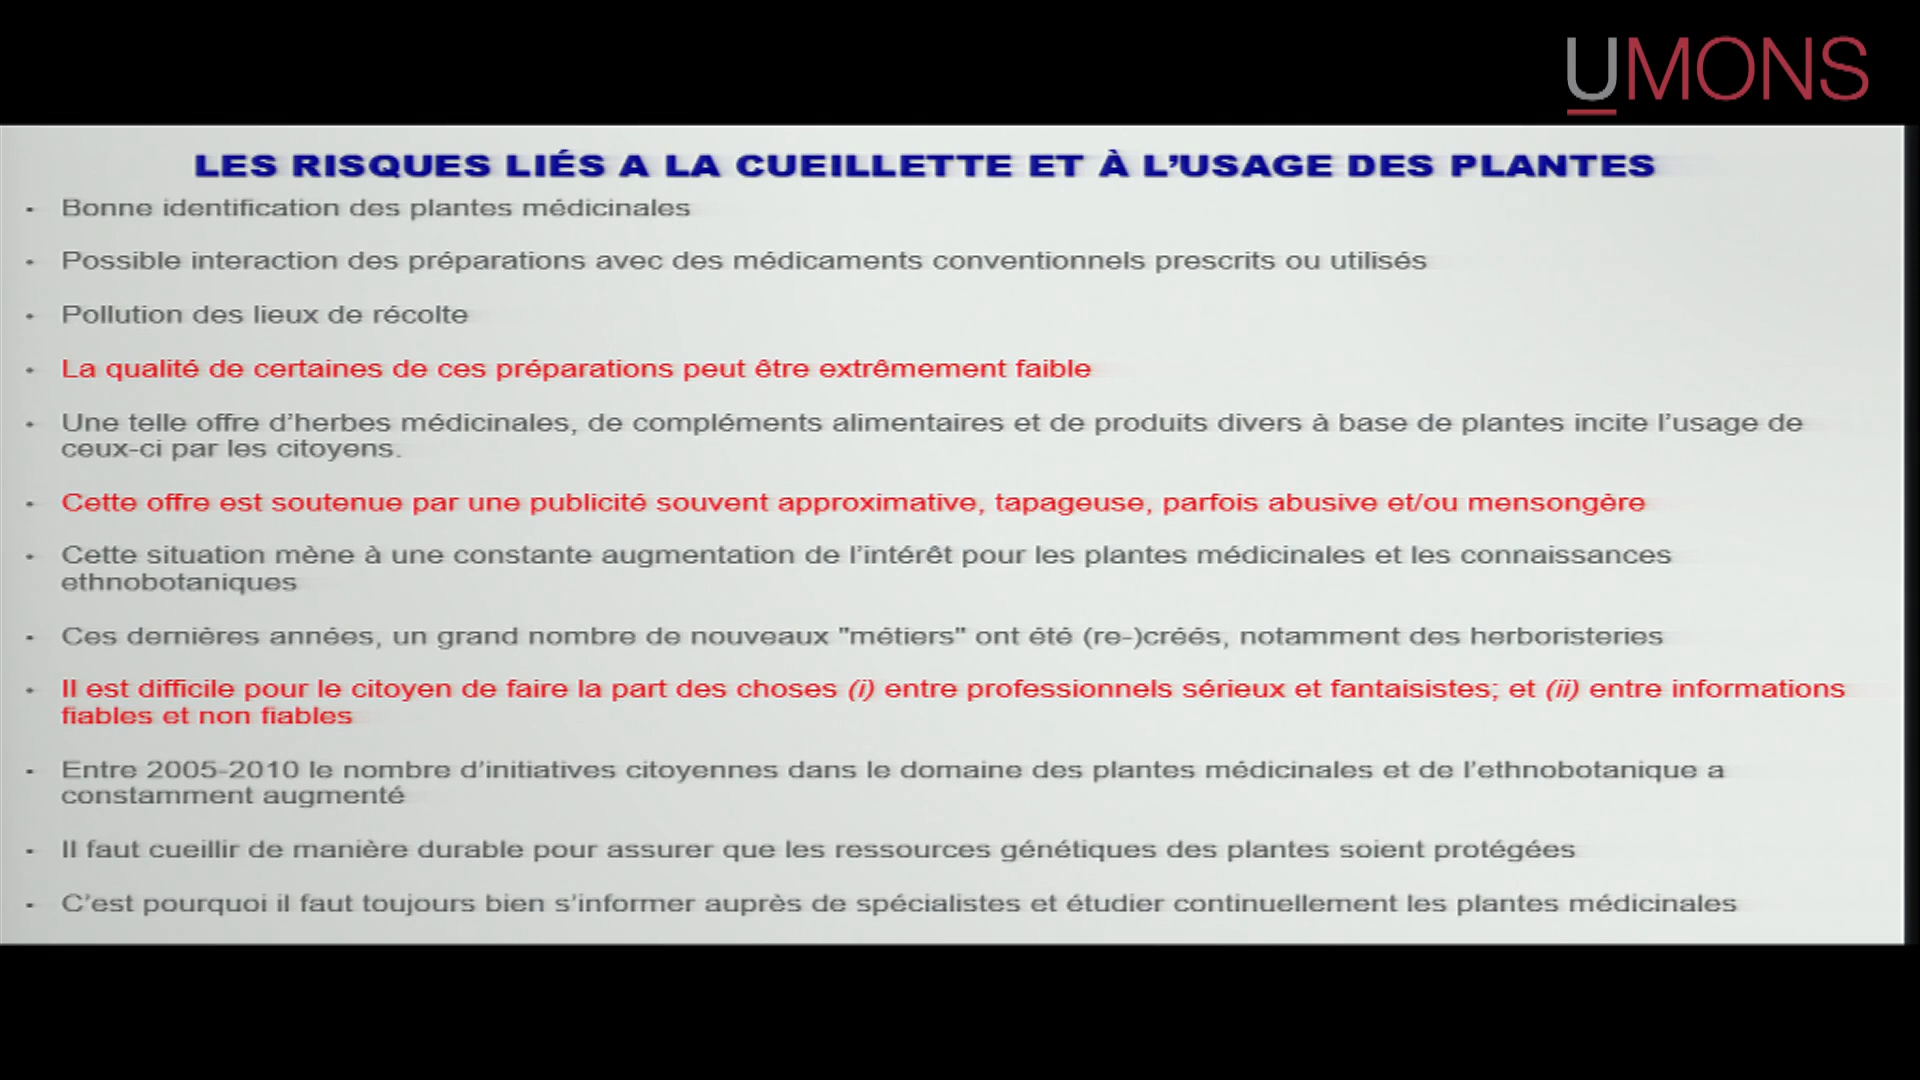 UMONS
LES RISQUES LIÉS A LA CUEILLETTE ET À L’USAGE DES PLANTES
• Bonne identification des plantes médicinales
• Possible interaction des préparations avec des médicaments conventionnels prescrits ou utilisés
• Pollution des lieux de récolte
• La qualité de certaines de ces préparations peut être extrêmement faible
• Une telle offre d’herbes médicinales, de compléments alimentaires et de produits divers à base de plantes incite l’usage de
ceux-ci par les citoyens.
• Cette offre est soutenue par une publicité souvent approximative, tapageuse, parfois abusive et/ou mensongère
• Cette situation mène à une constante augmentation de l’intérêt pour les plantes médicinales et les connaissances
ethnobotaniques
• Ces dernières années, un grand nombre de nouveaux "métiers" ont été (re-)créés, notamment des herboristeries
• Il est difficile pour le citoyen de faire la part des choses (i) entre professionnels sérieux et fantaisistes; et (ii) entre informations
fiables et non fiables
• Entre 2005-2010 le nombre d’initiatives citoyennes dans le domaine des plantes médicinales et de l’ethnobotanique a
constamment augmenté
• Il faut cueillir de manière durable pour assurer que les ressources génétiques des plantes soient protégées
• C’est pourquoi il faut toujours bien s’informer auprès de spécialistes et étudier continuellement les plantes médicinales